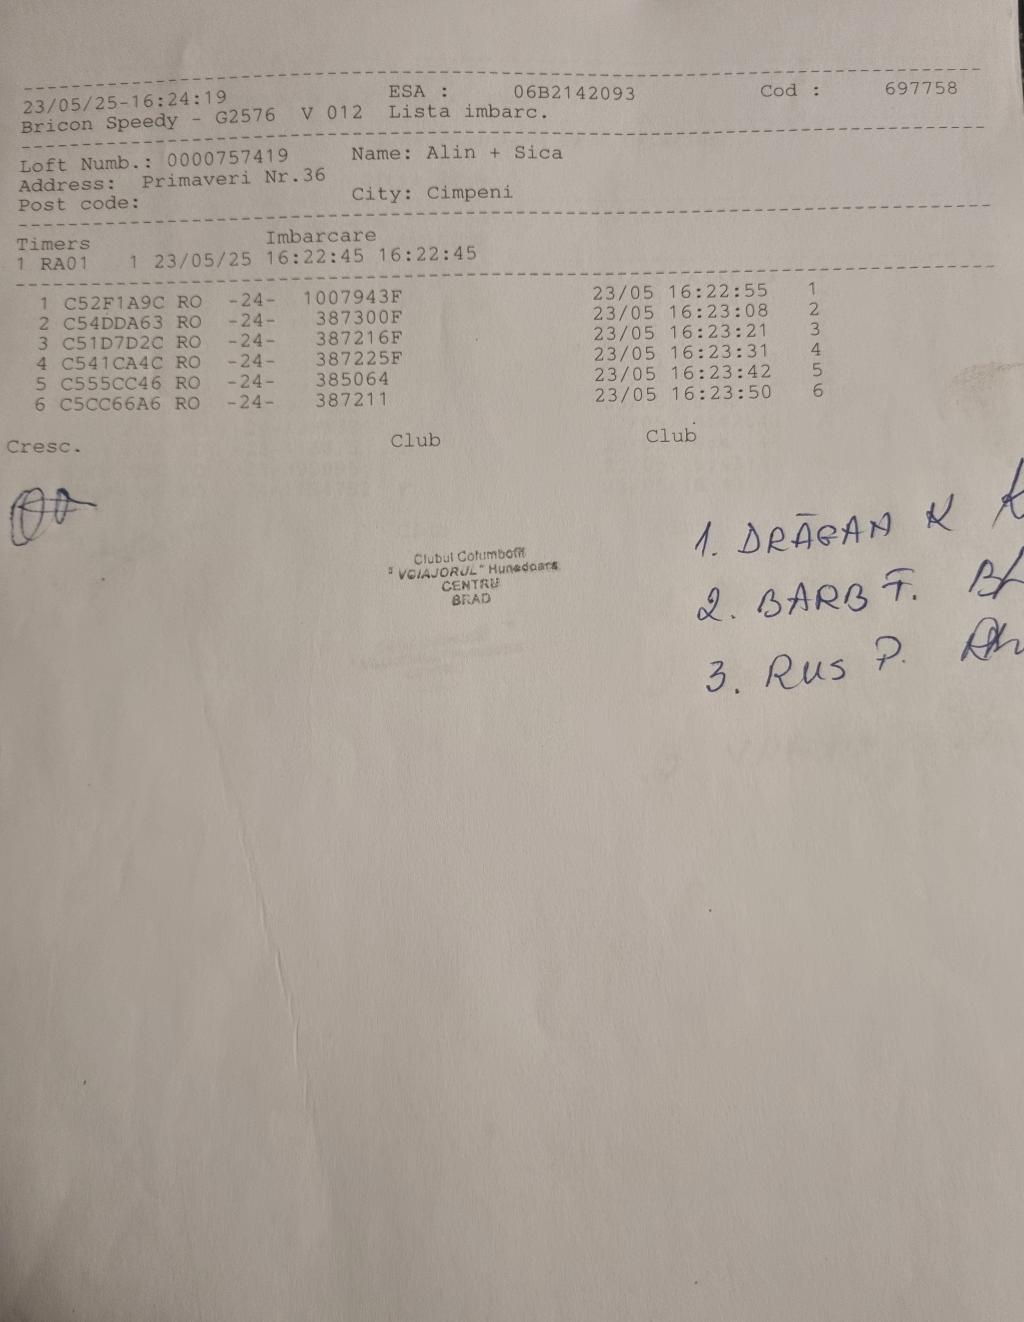 23/05/25-16:24:19 ESA : 06B2142093 Cod : 697758
Bricon Speedy - G2576 V 012 Lista imbarc.
Loft Numb.: 0000757419 Name: Alin + Sica
Address: Primaveri Nr.36
Post code: City: Cimpeni
Timers Imbarcare
1 RA01 1 23/05/25 16:22:45 16:22:45
1 C52F1A9C RO -24- 1007943F 23/05 16:22:55 1
2 C54DDA63 RO -24- 387300F 23/05 16:23:08 2
3 C51D7D2C RO -24- 387216F 23/05 16:23:21 3
4 C541CA4C RO -24- 387225F 23/05 16:23:31 4
5 C555CC46 RO -24- 385064 23/05 16:23:42 5
6 C5CC66A6 RO -24- 387211 23/05 16:23:50 6
Cresc. Club Club
1. DRĂGAN K
Clubul Columbofil
"VOIAJORUL" Hunedoara
CENTRU
BRAD
2. BARB F.
3. RUS P.